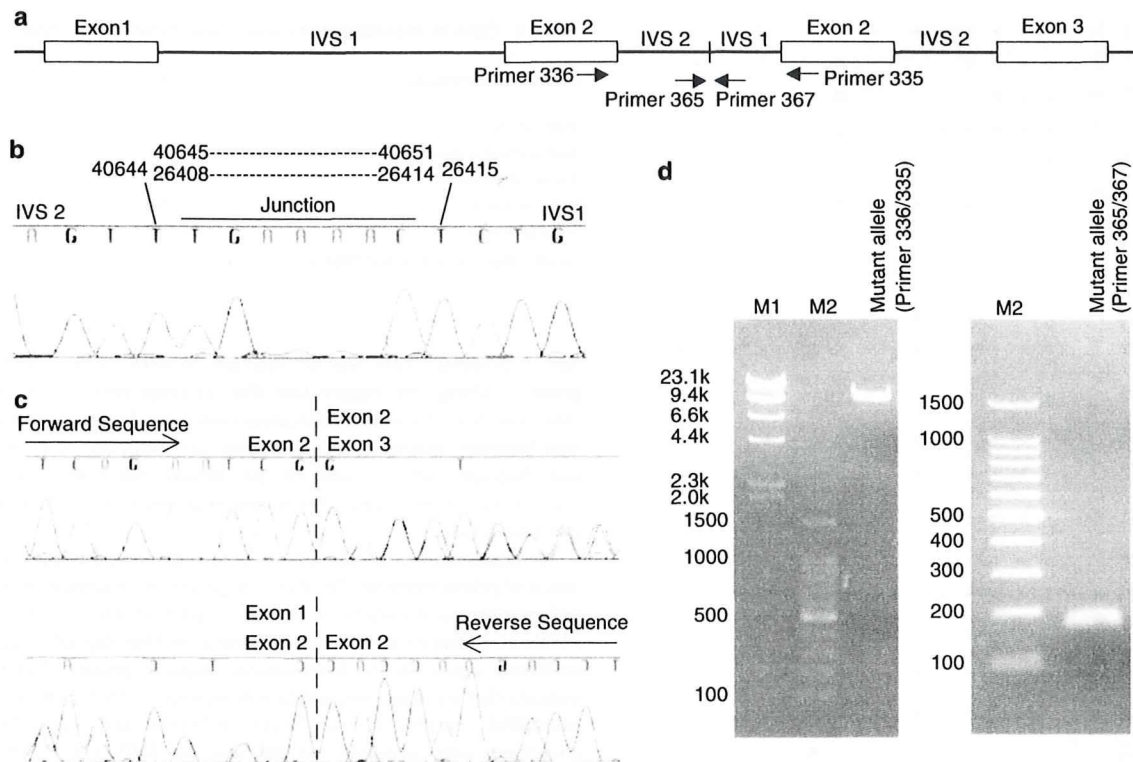 a
Exon1 IVS 1 Exon 2 IVS 2 IVS 1 Exon 2 IVS 2 Exon 3
Primer 336 Primer 335
Primer 365 Primer 367
b
40645 40651
40644 26408 26414 26415
IVS 2 Junction IVS1
A G T T T G A A A A C T C T G
c
Forward Sequence
Exon 2
Exon 2 Exon 3
T C A G A A T C G G T
Exon 1
Exon 2 Exon 2
Reverse Sequence
d
M1 M2 Mutant allele
(Primer 336/335)
23.1k
9.4k
6.6k
4.4k
2.3k
2.0k
1500
1000
500
100
M2 Mutant allele
(Primer 365/367)
1500
1000
500
400
300
200
100